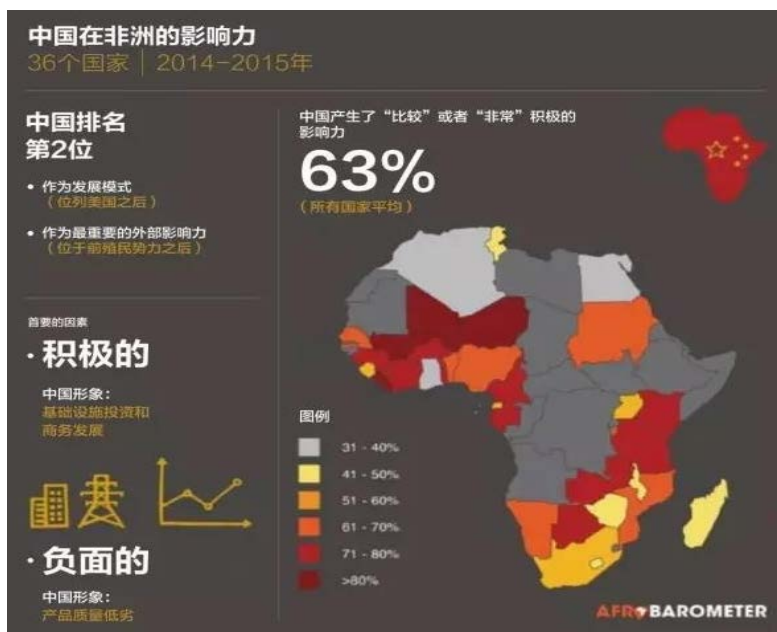 中国在非洲的影响力
36个国家 | 2014-2015年
中国排名
第2位
• 作为发展模式
（位列美国之后）
• 作为最重要的外部影响力
（位于前殖民势力之后）
首要的因素
· 积极的
中国形象：
基础设施投资和
商务发展
· 负面的
中国形象：
产品质量低劣
中国产生了“比较”或者“非常”积极的
影响力
63%
（所有国家平均）
图例
31 - 40%
41 - 50%
51 - 60%
61 - 70%
71 - 80%
>80%
AFROBAROMETER